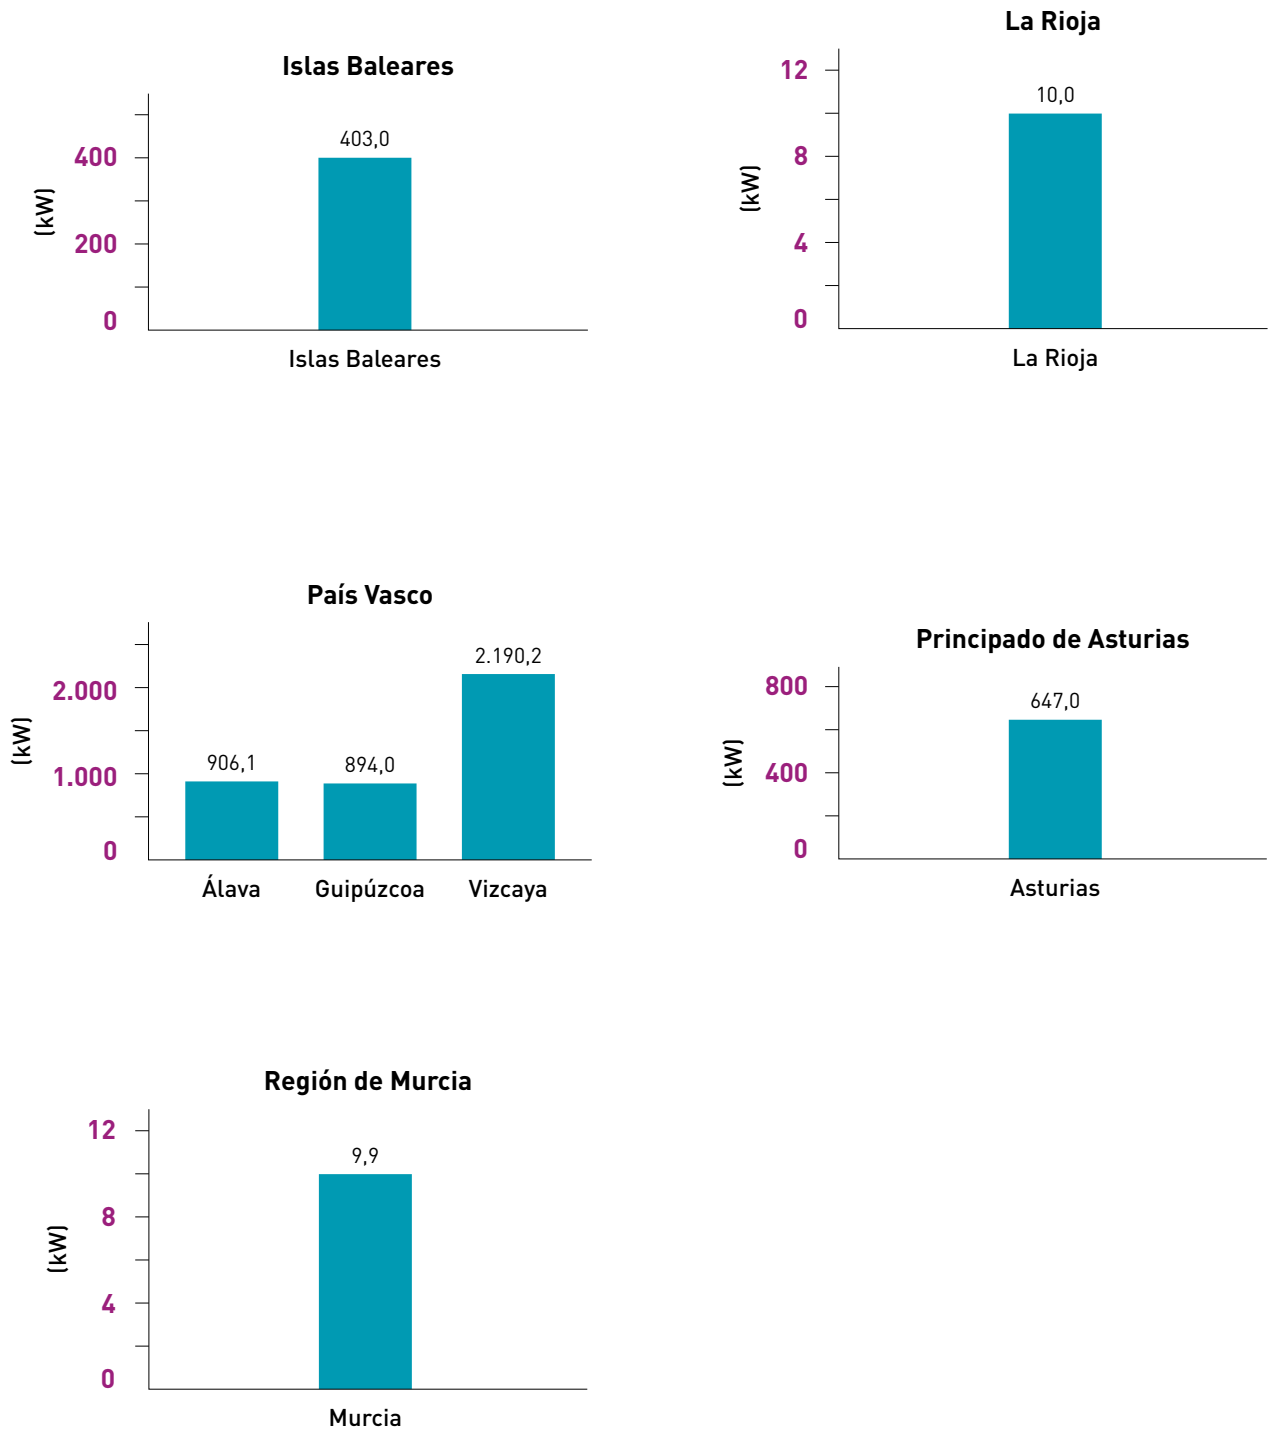 Islas Baleares
403,0
400
200
0
(kW)
Islas Baleares
La Rioja
10,0
12
8
4
0
(kW)
La Rioja
País Vasco
2.190,2
906,1
894,0
2.000
1.000
0
(kW)
Álava Guipúzcoa Vizcaya
Principado de Asturias
647,0
800
400
0
(kW)
Asturias
Región de Murcia
9,9
12
8
4
0
(kW)
Murcia